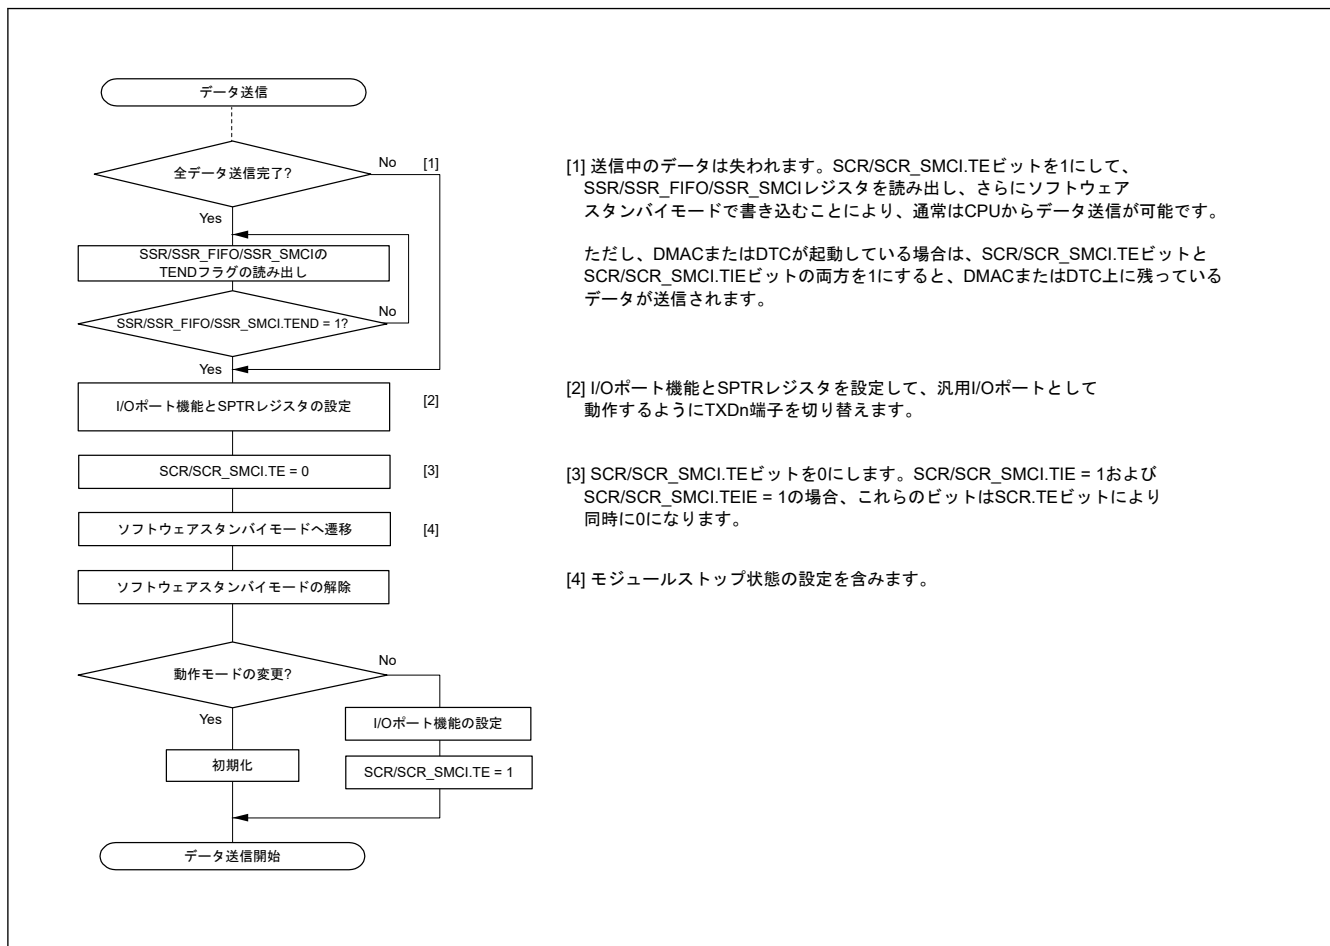 データ送信
全データ送信完了?
No
[1]
Yes
SSR/SSR_FIFO/SSR_SMCIの
TENDフラグの読み出し
SSR/SSR_FIFO/SSR_SMCI.TEND = 1?
No
Yes
I/Oポート機能とSPTRレジスタの設定
[2]
SCR/SCR_SMCI.TE = 0
[3]
ソフトウェアスタンバイモードへ遷移
[4]
ソフトウェアスタンバイモードの解除
動作モードの変更?
No
Yes
I/Oポート機能の設定
初期化
SCR/SCR_SMCI.TE = 1
データ送信開始
[1] 送信中のデータは失われます。SCR/SCR_SMCI.TEビットを1にして、
SSR/SSR_FIFO/SSR_SMCIレジスタを読み出し、さらにソフトウェア
スタンバイモードで書き込むことにより、通常はCPUからデータ送信が可能です。
ただし、DMACまたはDTCが起動している場合は、SCR/SCR_SMCI.TEビットと
SCR/SCR_SMCI.TIEビットの両方を1にすると、DMACまたはDTC上に残っている
データが送信されます。
[2] I/Oポート機能とSPTRレジスタを設定して、汎用I/Oポートとして
動作するようにTXDn端子を切り替えます。
[3] SCR/SCR_SMCI.TEビットを0にします。SCR/SCR_SMCI.TIE = 1および
SCR/SCR_SMCI.TEIE = 1の場合、これらのビットはSCR.TEビットにより
同時に0になります。
[4] モジュールストップ状態の設定を含みます。